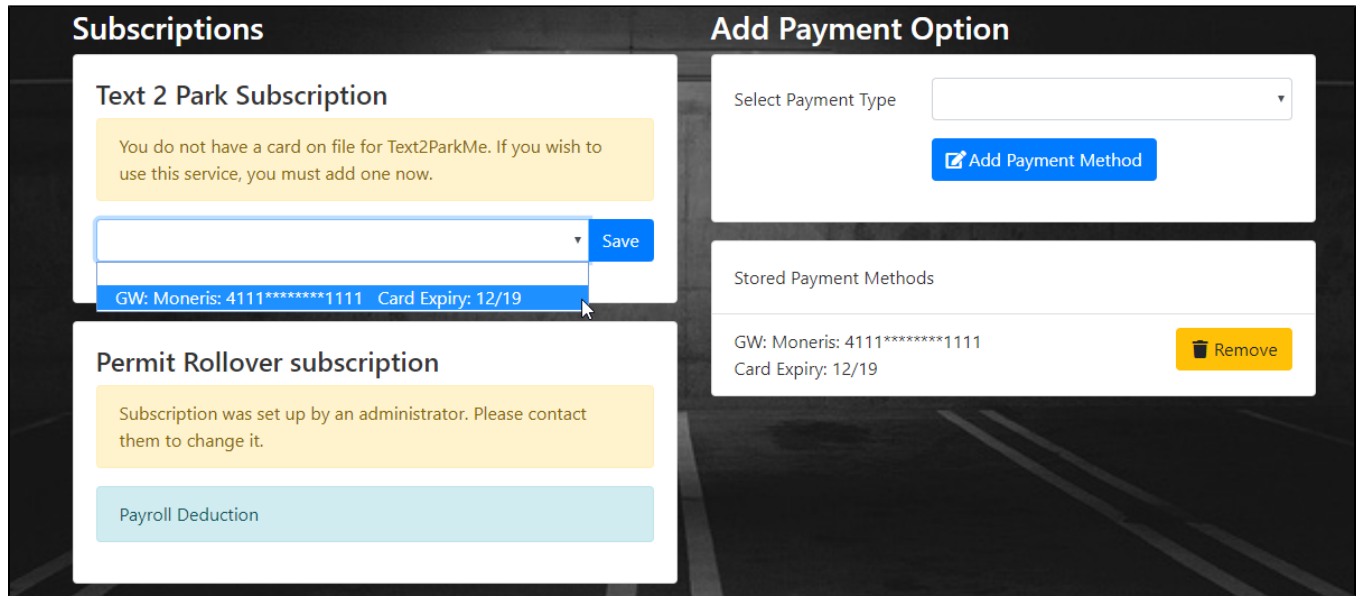 Subscriptions
Text 2 Park Subscription
You do not have a card on file for Text2ParkMe. If you wish to
use this service, you must add one now.
Save
GW: Moneris: 4111********1111 Card Expiry: 12/19
Permit Rollover subscription
Subscription was set up by an administrator. Please contact
them to change it.
Payroll Deduction
Add Payment Option
Select Payment Type
Add Payment Method
Stored Payment Methods
GW: Moneris: 4111********1111
Card Expiry: 12/19
Remove